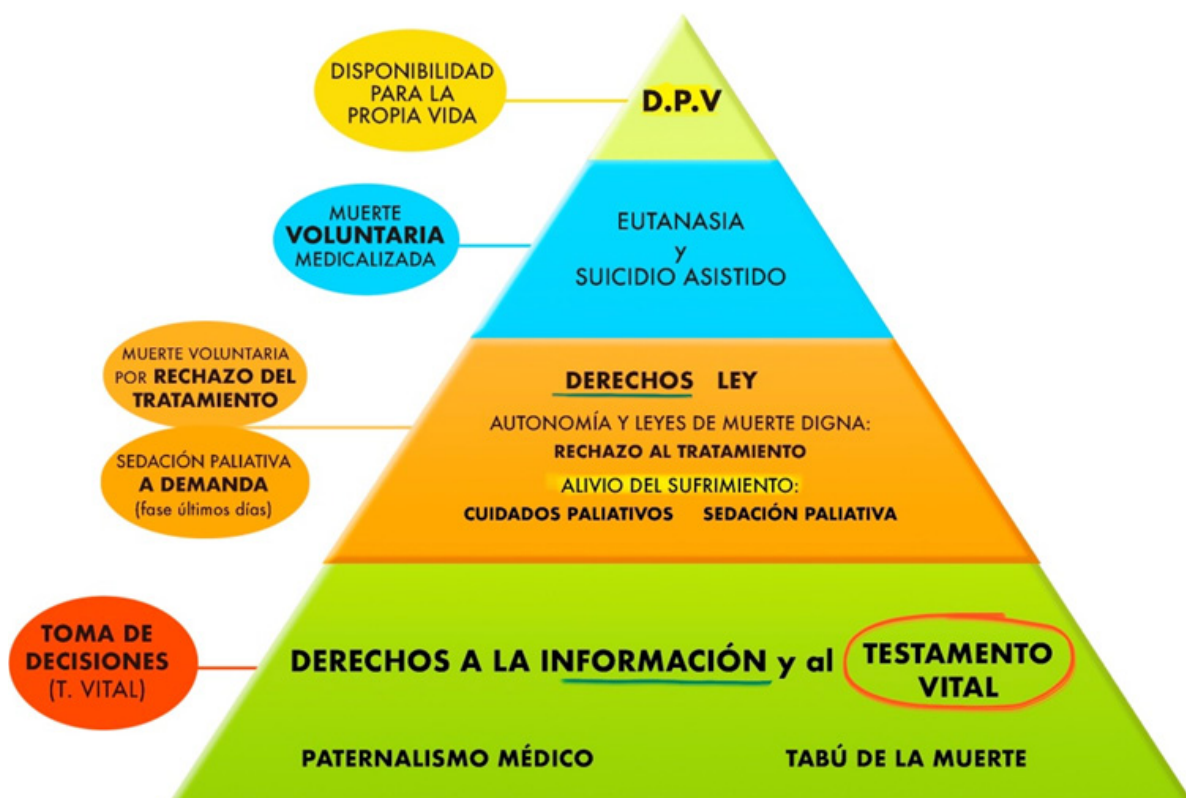 DISPONIBILIDAD
PARA LA
PROPIA VIDA
D.P.V
MUERTE
VOLUNTARIA
MEDICALIZADA
EUTANASIA
y
SUICIDIO ASISTIDO
MUERTE VOLUNTARIA
POR RECHAZO DEL
TRATAMIENTO
SEDACIÓN PALIATIVA
A DEMANDA
(fase últimos días)
DERECHOS LEY
AUTONOMÍA Y LEYES DE MUERTE DIGNA:
RECHAZO AL TRATAMIENTO
ALIVIO DEL SUFRIMIENTO:
CUIDADOS PALIATIVOS SEDACIÓN PALIATIVA
TOMA DE
DECISIONES
(T. VITAL)
DERECHOS A LA INFORMACIÓN y al TESTAMENTO
VITAL
PATERNALISMO MÉDICO TABÚ DE LA MUERTE